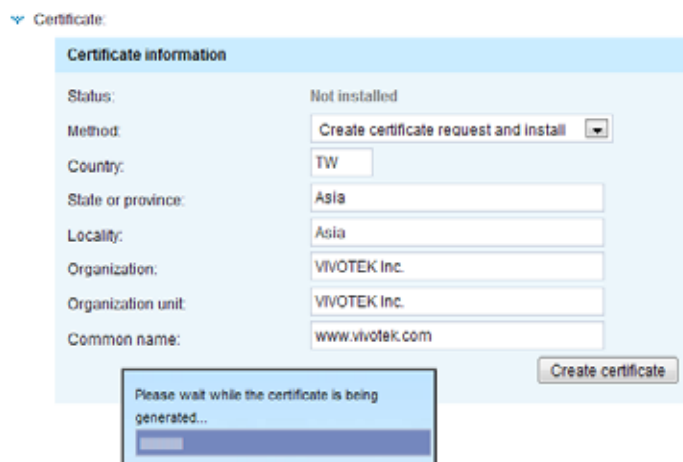 Certificate:
Certificate information
Status: Not installed
Method: Create certificate request and install
Country: TW
State or province: Asia
Locality: Asia
Organization: VIVOTEK Inc.
Organization unit: VIVOTEK Inc.
Common name: www.vivotek.com
Create certificate
Please wait while the certificate is being
generated...